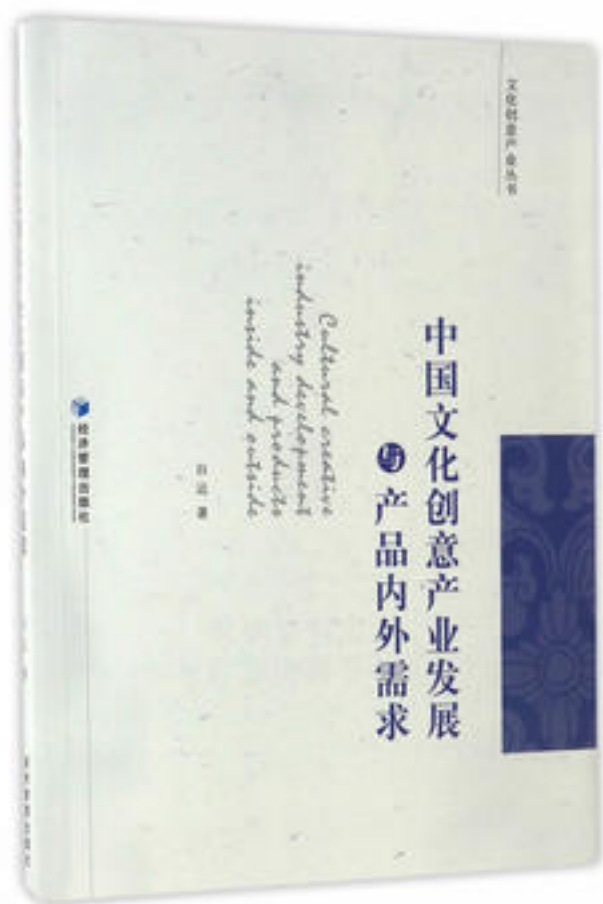 文化创意产业丛书
中国文化创意产业发展
与产品内外需求
Cultural creative
industry development
and products
inside and outside
白远 著
经济管理出版社